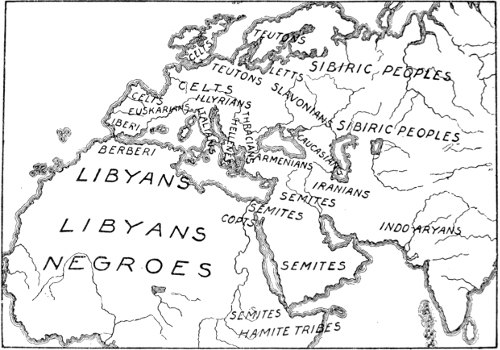 TEUTONS
CELTS
TEUTONS
LETTS
SIBIRIC PEOPLES
CELTS
SLAVONIANS
CELTS
ILLYRIANS
EUSKARIANS
IBERI
ITALI
THRACIANS
HELLENES
SIBIRIC PEOPLES
CAUCASIANS
BERBERI
ARMENIANS
LIBYANS
IRANIANS
SEMITES
SEMITES
COPTS
LIBYANS
INDO ARYANS
NEGROES
SEMITES
SEMITES
HAMITE TRIBES